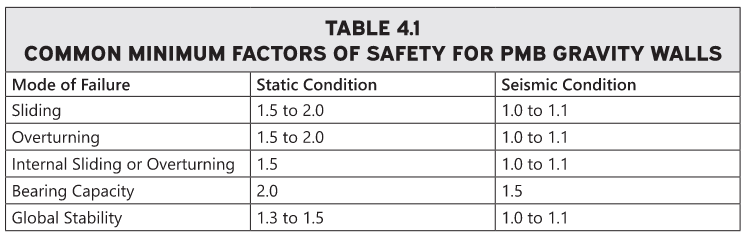 TABLE 4.1
COMMON MINIMUM FACTORS OF SAFETY FOR PMB GRAVITY WALLS
Mode of Failure Static Condition Seismic Condition
Sliding 1.5 to 2.0 1.0 to 1.1
Overturning 1.5 to 2.0 1.0 to 1.1
Internal Sliding or Overturning 1.5 1.0 to 1.1
Bearing Capacity 2.0 1.5
Global Stability 1.3 to 1.5 1.0 to 1.1